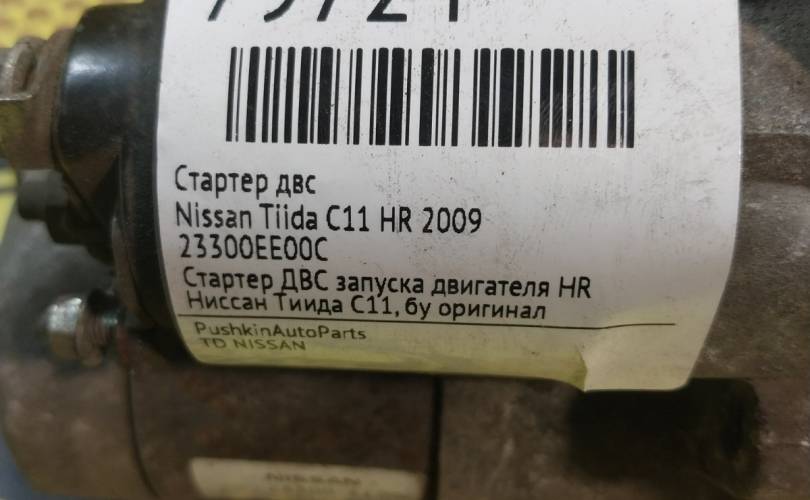 Стартер двс
Nissan Tiida C11 HR 2009
23300EE00C
Стартер ДВС запуска двигателя HR
Ниссан Тиида С11, бу оригинал
PushkinAutoParts
TD NISSAN
NISSAN